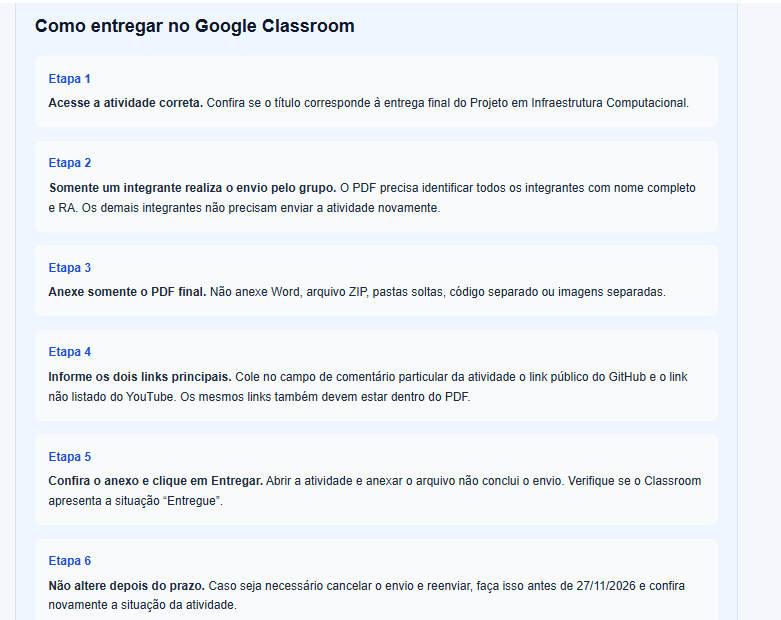 Como entregar no Google Classroom
Etapa 1
Acesse a atividade correta. Confira se o título corresponde à entrega final do Projeto em Infraestrutura Computacional.
Etapa 2
Somente um integrante realiza o envio pelo grupo. O PDF precisa identificar todos os integrantes com nome completo
e RA. Os demais integrantes não precisam enviar a atividade novamente.
Etapa 3
Anexe somente o PDF final. Não anexe Word, arquivo ZIP, pastas soltas, código separado ou imagens separadas.
Etapa 4
Informe os dois links principais. Cole no campo de comentário particular da atividade o link público do GitHub e o link
não listado do YouTube. Os mesmos links também devem estar dentro do PDF.
Etapa 5
Confira o anexo e clique em Entregar. Abrir a atividade e anexar o arquivo não conclui o envio. Verifique se o Classroom
apresenta a situação “Entregue”.
Etapa 6
Não altere depois do prazo. Caso seja necessário cancelar o envio e reenviar, faça isso antes de 27/11/2026 e confira
novamente a situação da atividade.